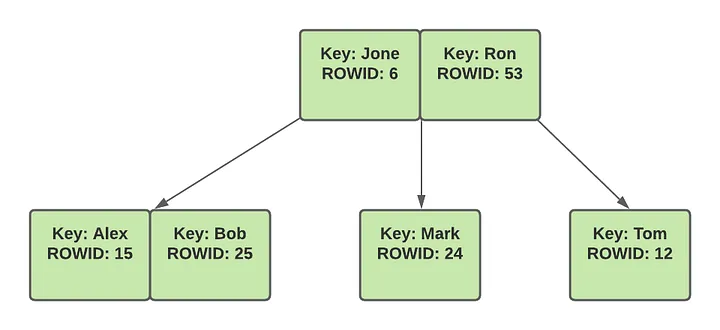 Key: Jone
ROWID: 6
Key: Ron
ROWID: 53
Key: Alex
ROWID: 15
Key: Bob
ROWID: 25
Key: Mark
ROWID: 24
Key: Tom
ROWID: 12